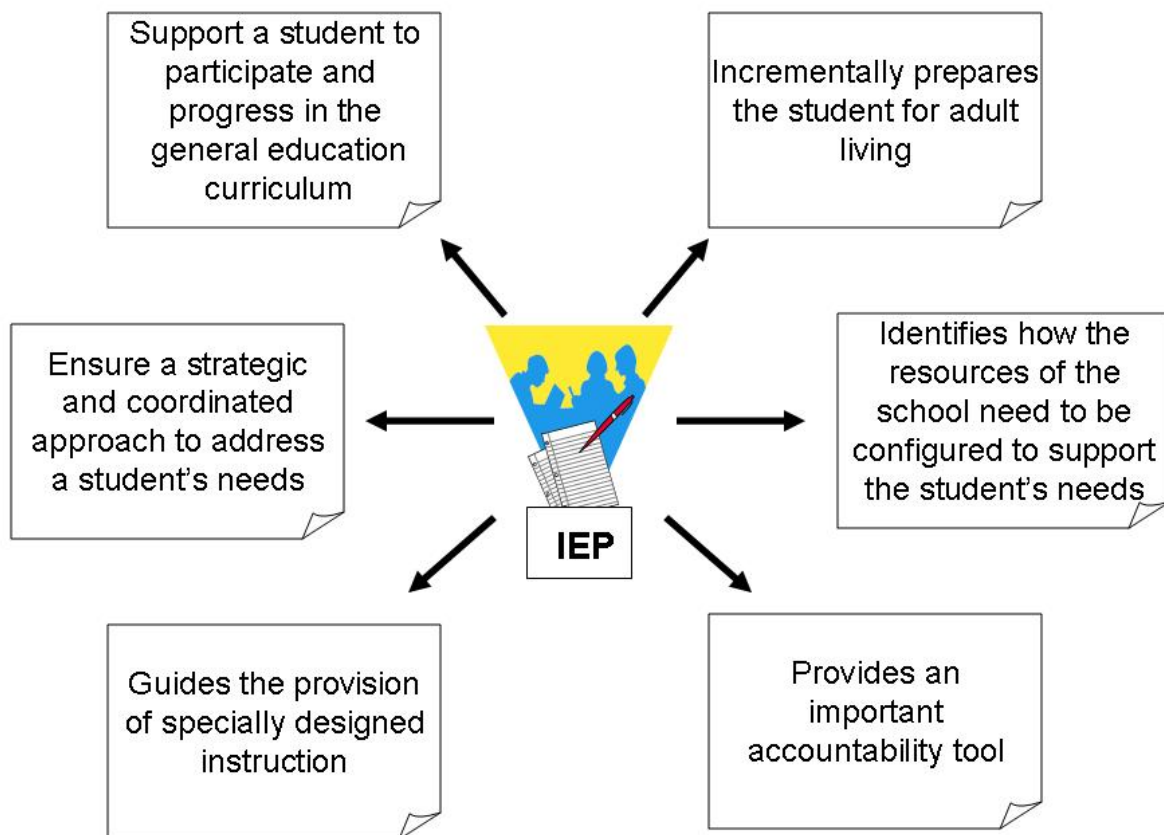 Support a student to
participate and
progress in the
general education
curriculum
Incrementally prepares
the student for adult
living
Ensure a strategic
and coordinated
approach to address
a student's needs
Identifies how the
resources of the
school need to be
configured to support
the student's needs
IEP
Guides the provision
of specially designed
instruction
Provides an
important
accountability tool